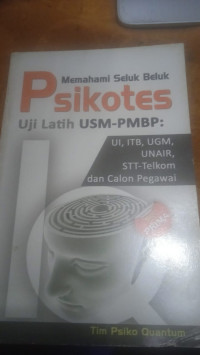 Memahami Seluk Beluk
Psikotes
Uji Latih USM-PMBP:
UI, ITB, UGM,
UNAIR,
STT-Telkom
dan Calon Pegawai
IQ
Tim Psiko Quantum